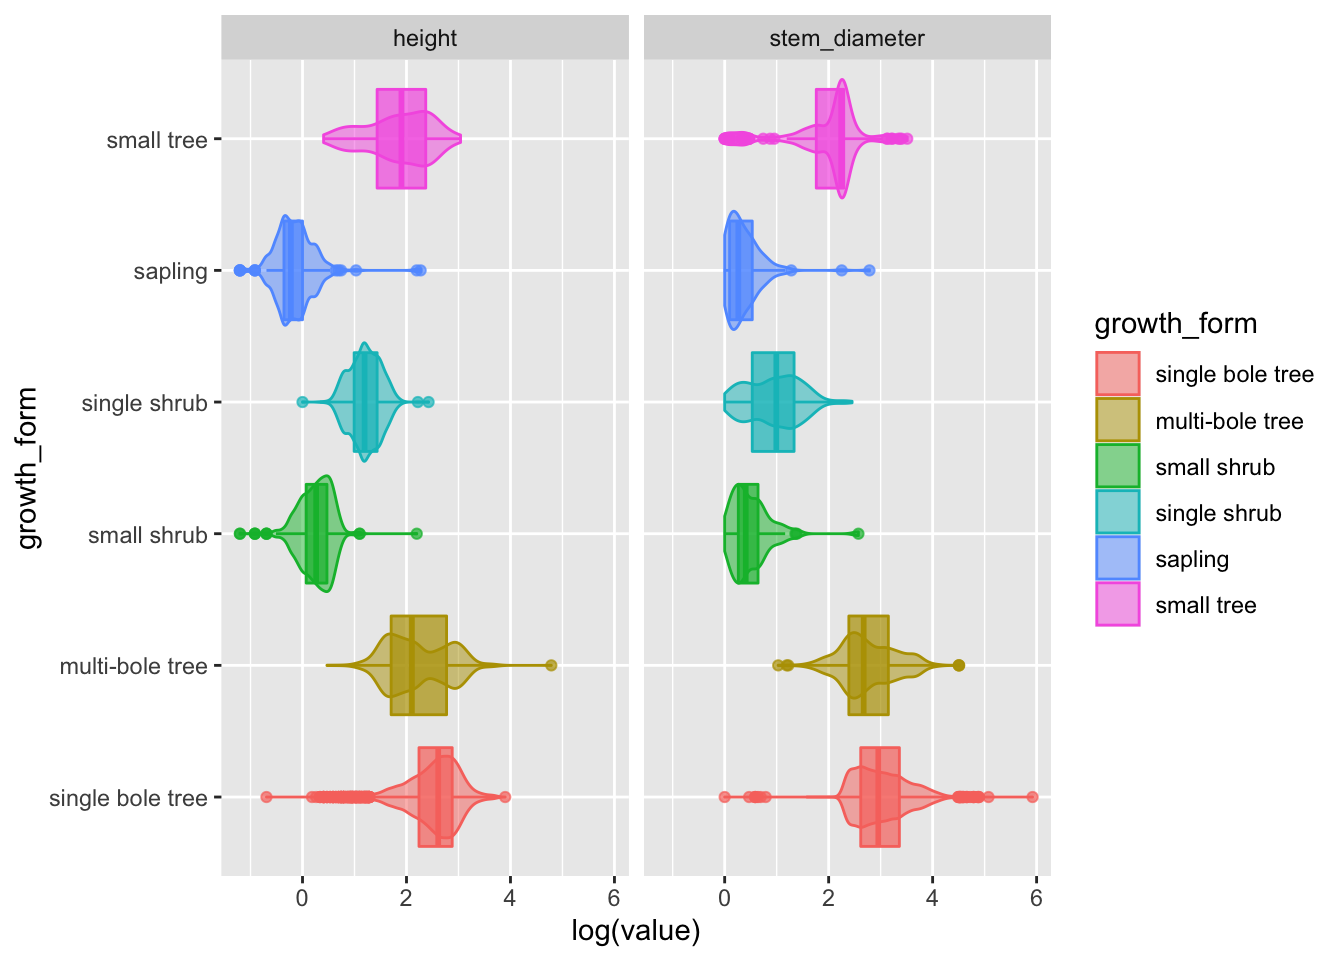 height
stem_diameter
growth_form
small tree
sapling
single shrub
small shrub
multi-bole tree
single bole tree
0 2 4 6
0 2 4 6
log(value)
growth_form
single bole tree
multi-bole tree
small shrub
single shrub
sapling
small tree